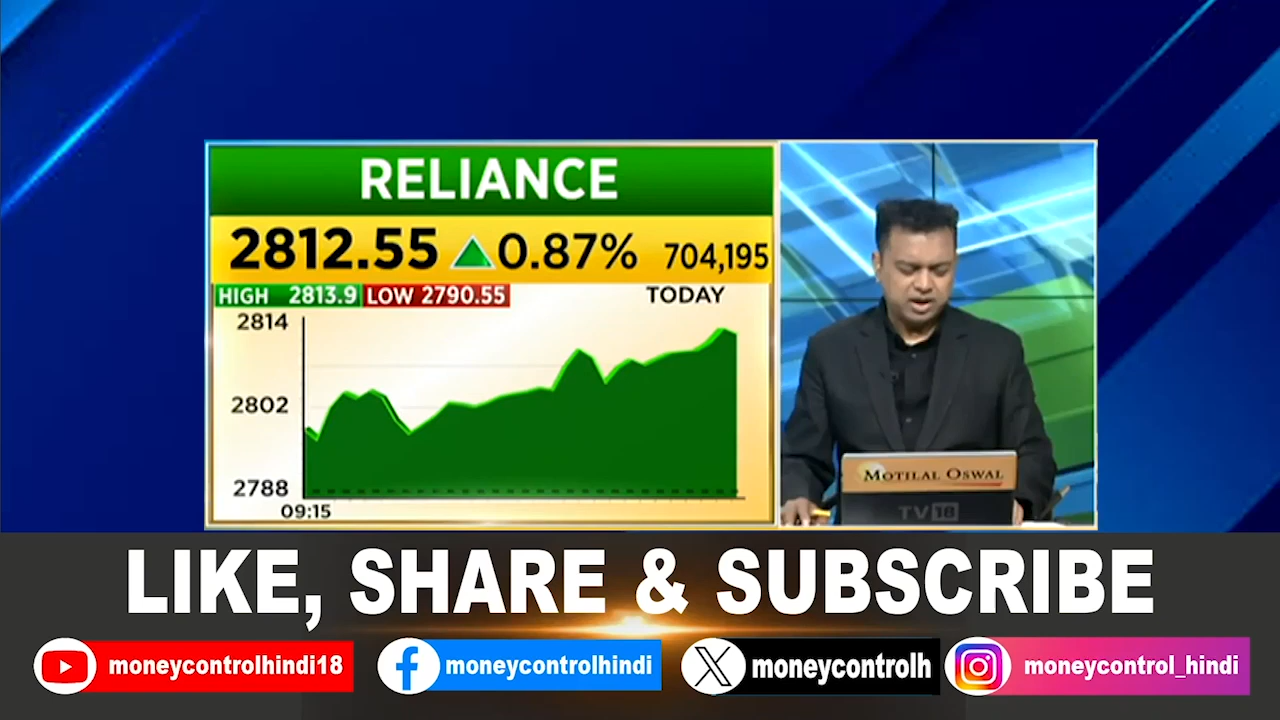 RELIANCE
2812.55 ▲0.87% 704,195
HIGH 2813.9 LOW 2790.55 TODAY
2814
2802
2788
09:15
MOTILAL OSWAL
TV18
LIKE, SHARE & SUBSCRIBE
moneycontrolhindi18 moneycontrolhindi moneycontrolh moneycontrol_hindi